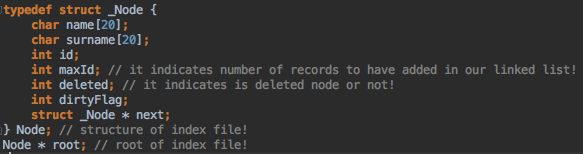 typedef struct _Node {
char name[20];
char surname[20];
int id;
int maxId; // it indicates number of records to have added in our linked list!
int deleted; // it indicates is deleted node or not!
int dirtyFlag;
struct _Node * next;
} Node; // structure of index file!
Node * root; // root of index file!